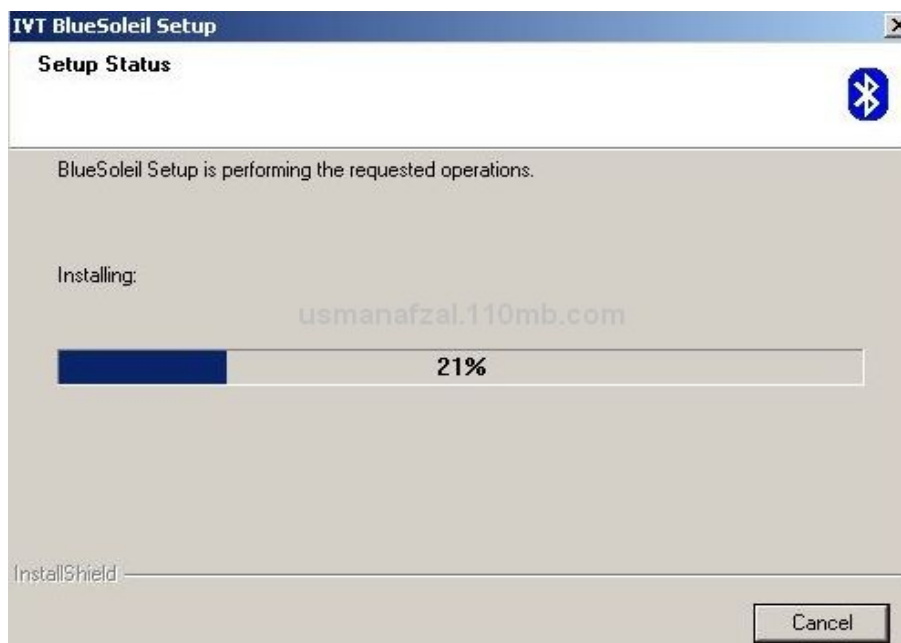 IVT BlueSoleil Setup
Setup Status
BlueSoleil Setup is performing the requested operations.
Installing:
usmanafzal.110mb.com
21%
InstallShield
Cancel